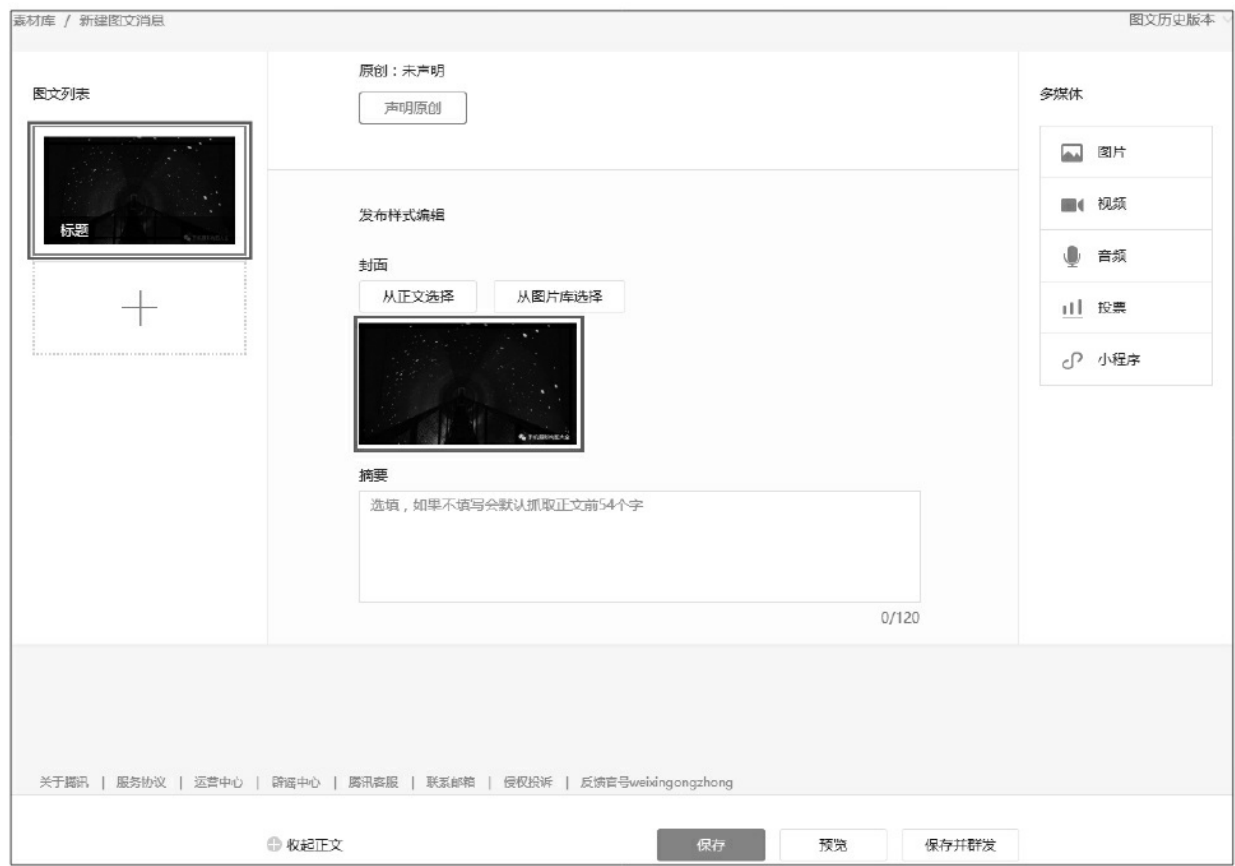 素材库 / 新建图文消息
图文历史版本
图文列表
标题
原创：未声明
声明原创
发布样式编辑
封面
从正文选择
从图片库选择
摘要
选填，如果不填写会默认抓取正文前54个字
0/120
多媒体
图片
视频
音频
投票
小程序
关于腾讯 | 服务协议 | 运营中心 | 辟谣中心 | 腾讯客服 | 联系邮箱 | 侵权投诉 | 反馈官号weixingongzhong
收起正文
保存
预览
保存并群发